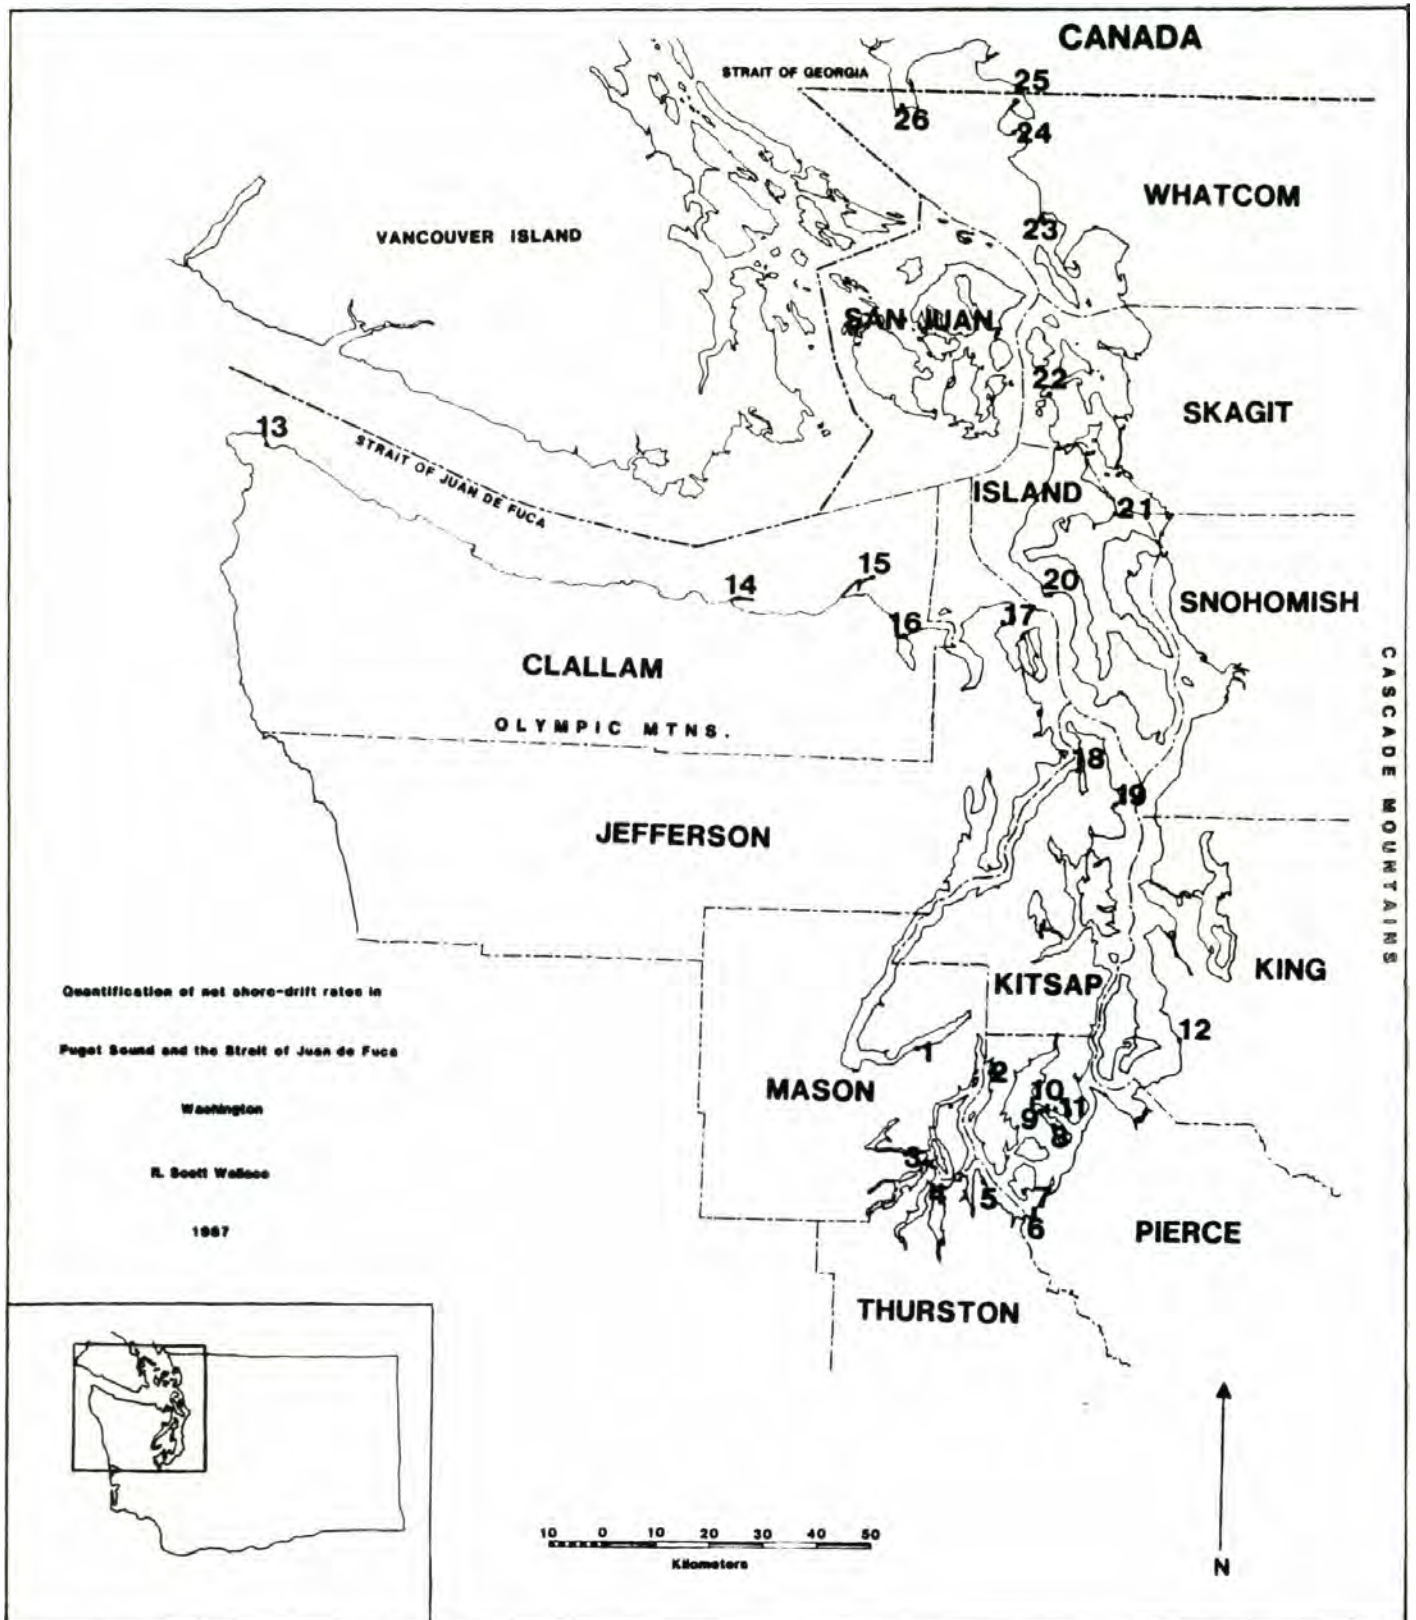 CANADA
STRAIT OF GEORGIA
25
26
24
WHATCOM
VANCOUVER ISLAND
23
SAN JUAN
22
SKAGIT
13
STRAIT OF JUAN DE FUCA
ISLAND
21
15
14
20
SNOHOMISH
16
17
CLALLAM
CASCADE MOUNTAINS
OLYMPIC MTNS.
18
19
JEFFERSON
KING
KITSAP
Quantification of net shore-drift rates in
12
Puget Sound and the Strait of Juan de Fuca
1
2
MASON
10
11
Washington
9
8
3
R. Scott Wallace
4
5
7
6
1987
PIERCE
THURSTON
10 0 10 20 30 40 50
Kilometers
N